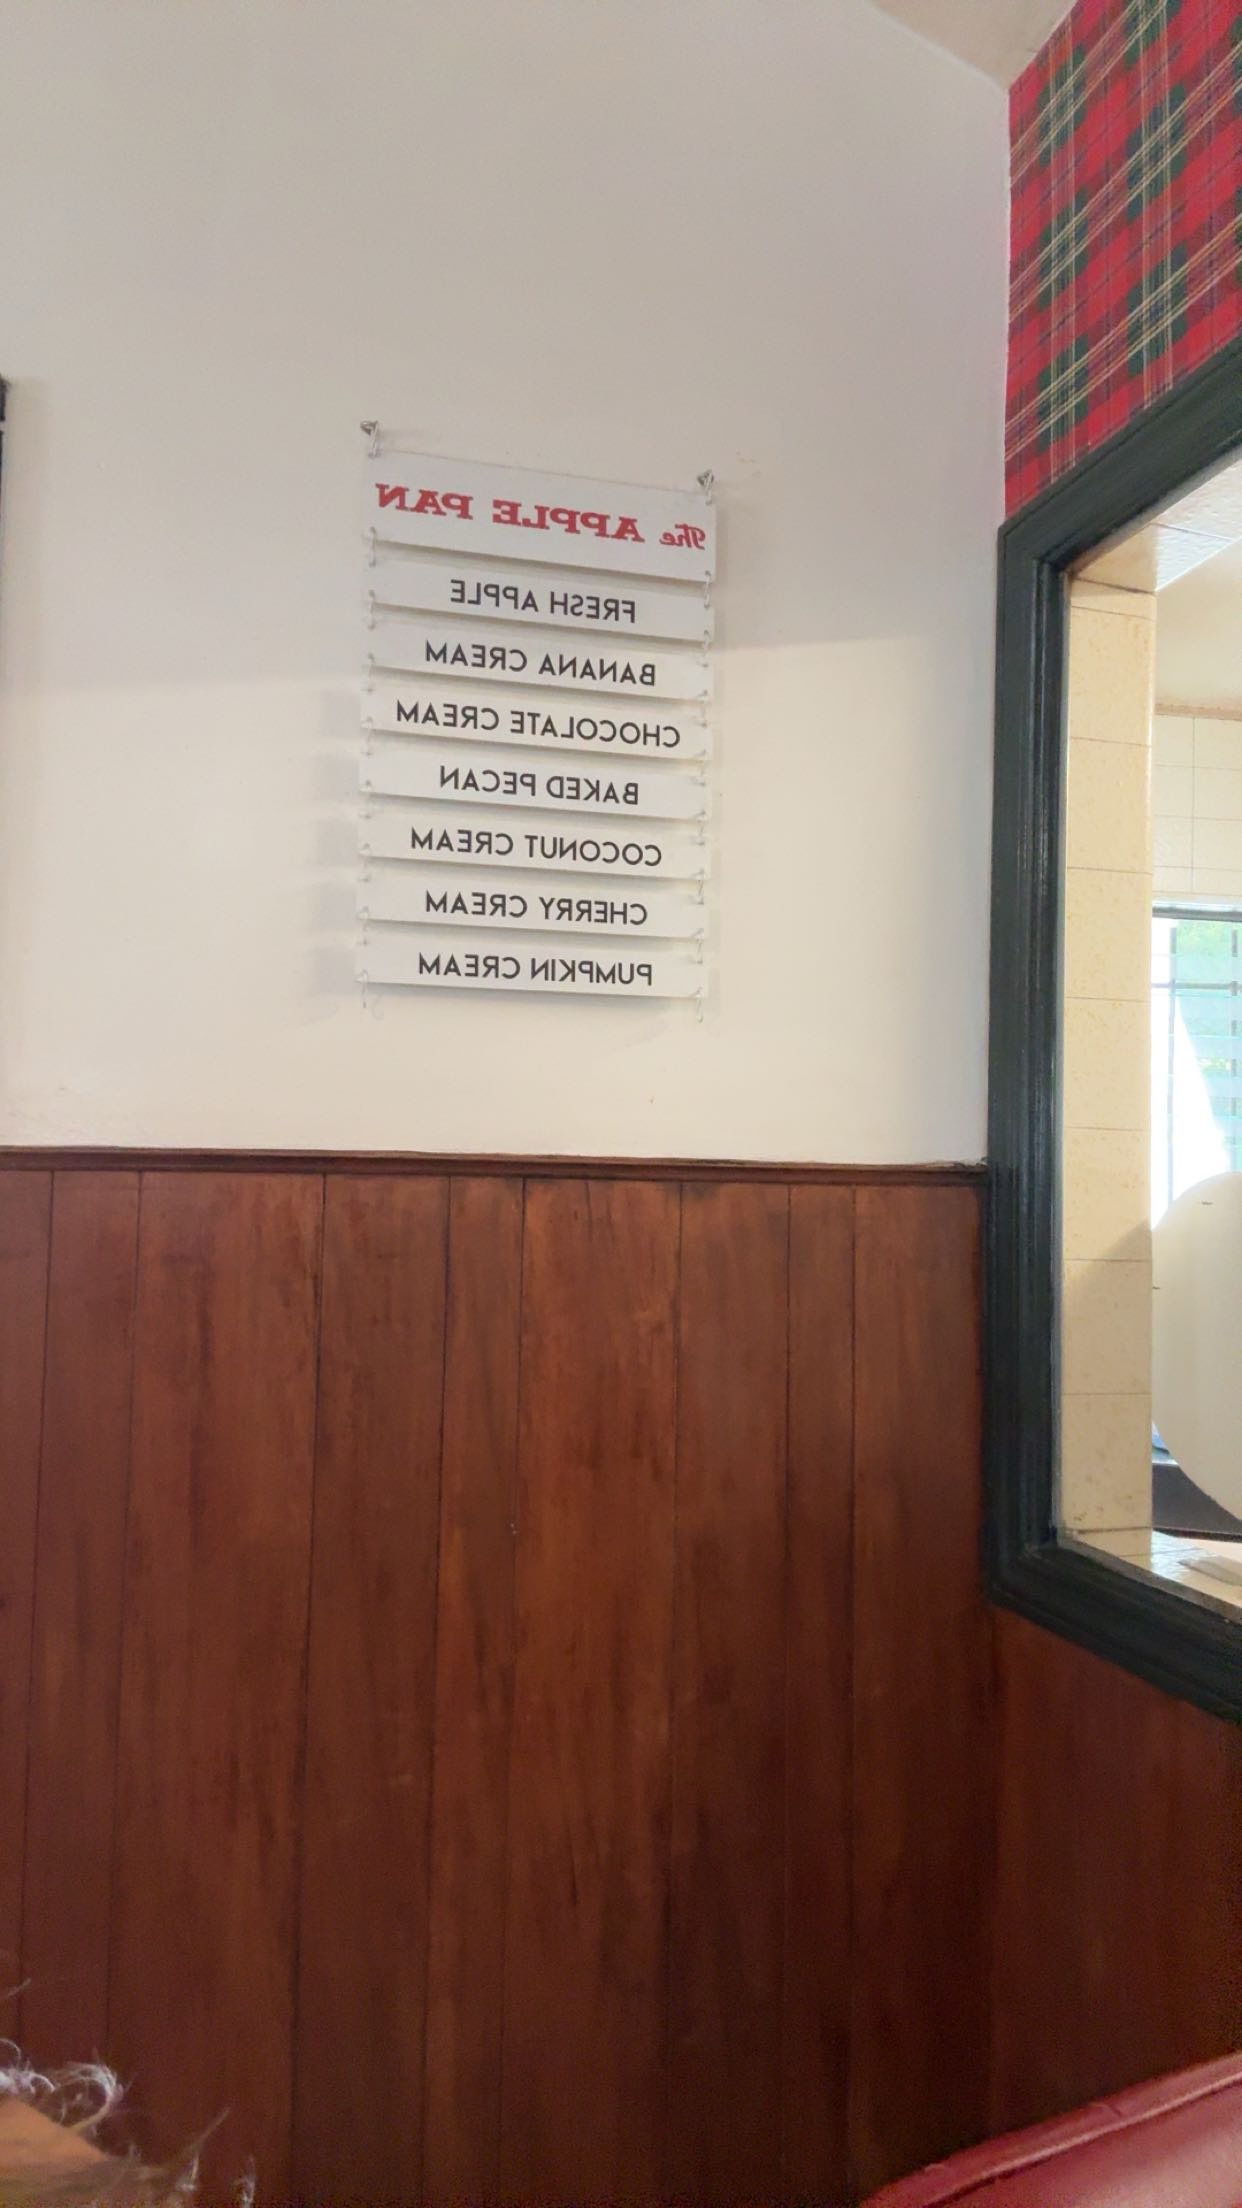 The APPLE PAN
FRESH APPLE
BANANA CREAM
CHOCOLATE CREAM
BAKED PECAN
COCONUT CREAM
CHERRY CREAM
PUMPKIN CREAM